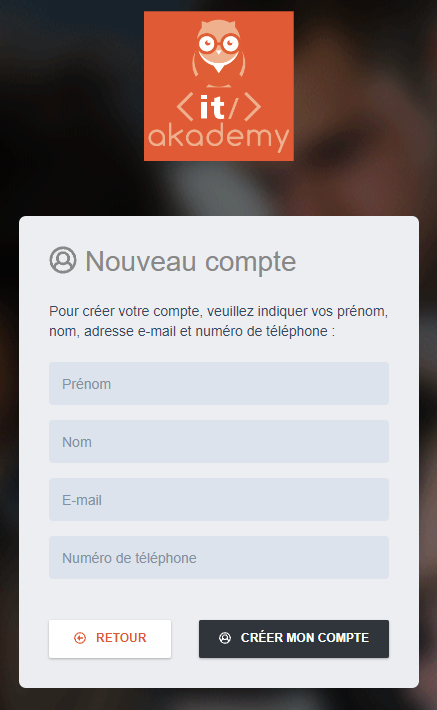 <it/>
akademy
Nouveau compte
Pour créer votre compte, veuillez indiquer vos prénom,
nom, adresse e-mail et numéro de téléphone :
Prénom
Nom
E-mail
Numéro de téléphone
RETOUR
CRÉER MON COMPTE